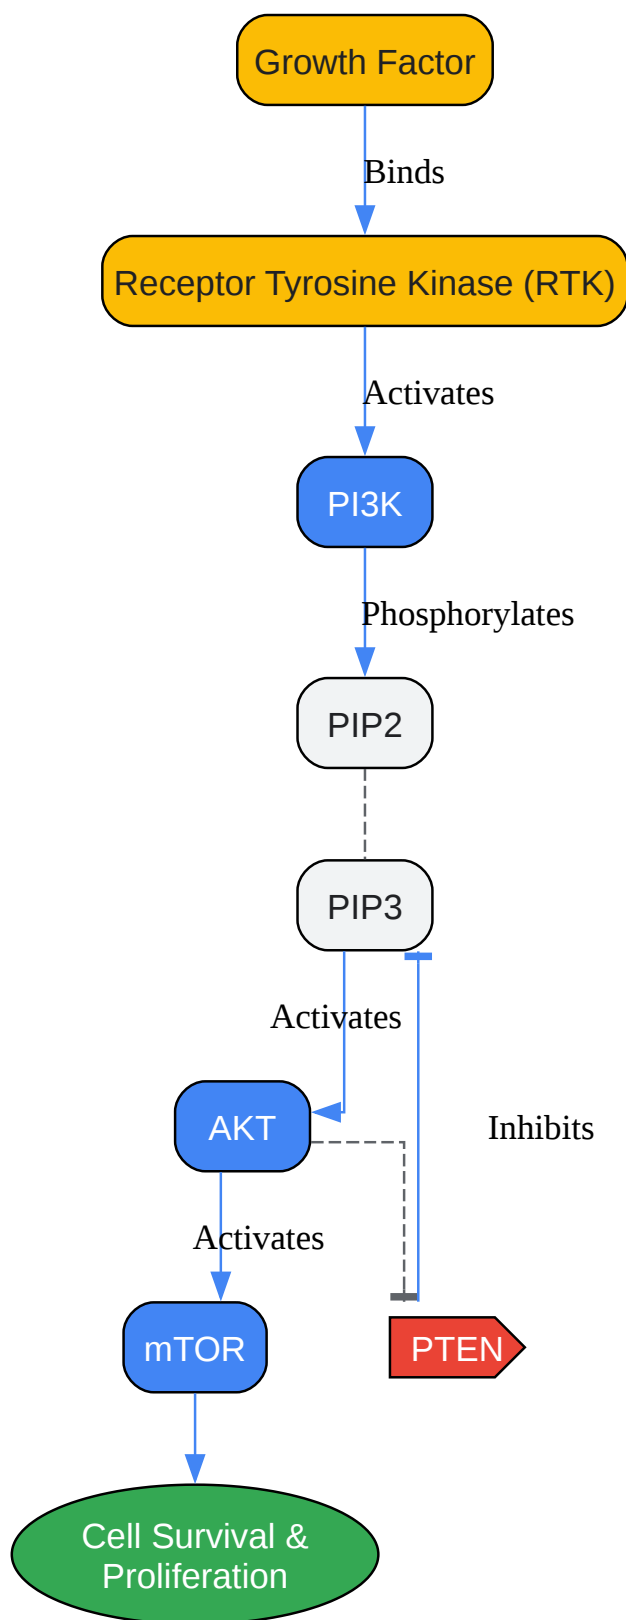 Growth Factor
Binds
Receptor Tyrosine Kinase (RTK)
Activates
PI3K
Phosphorylates
PIP2
PIP3
Activates
AKT
Inhibits
Activates
mTOR
PTEN
Cell Survival &
Proliferation